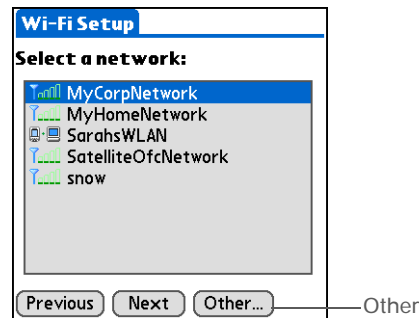 Wi-Fi Setup
Select a network:
MyCorpNetwork
MyHomeNetwork
SarahsWLAN
SatelliteOfcNetwork
snow
Previous Next Other... Other